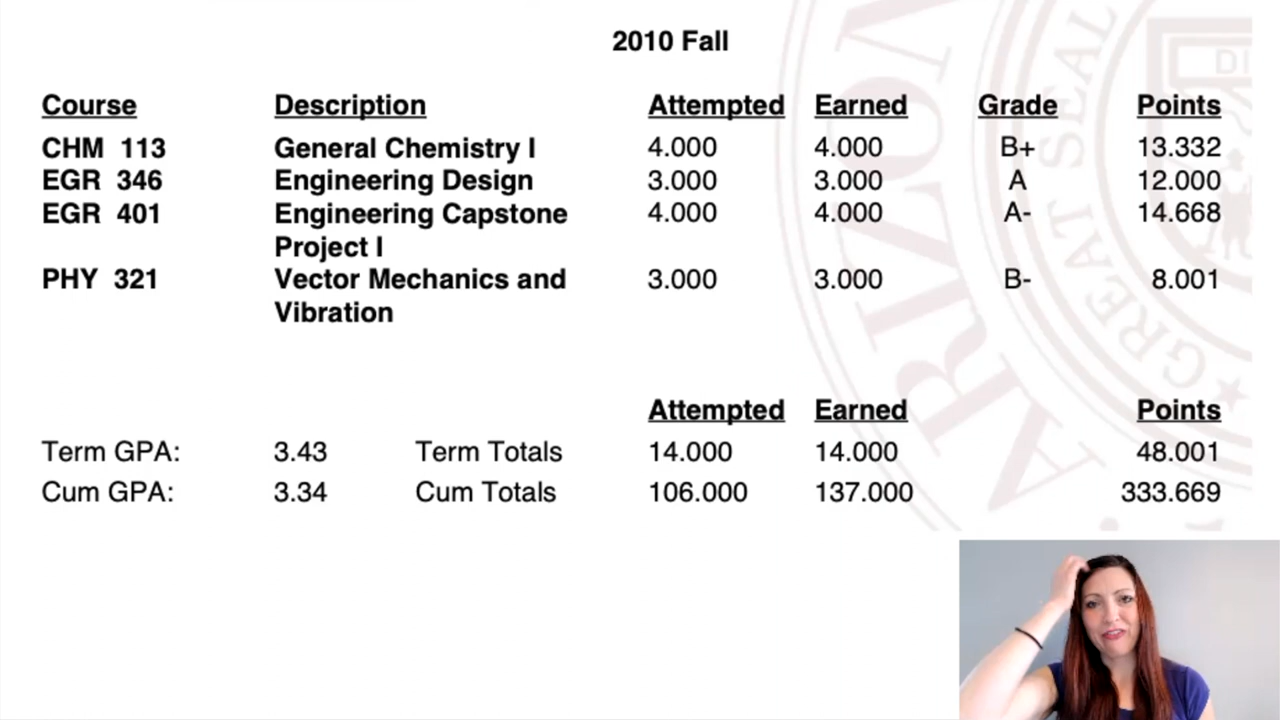 2010 Fall
Course Description Attempted Earned Grade Points
CHM 113 General Chemistry I 4.000 4.000 B+ 13.332
EGR 346 Engineering Design 3.000 3.000 A 12.000
EGR 401 Engineering Capstone 4.000 4.000 A- 14.668
Project I
PHY 321 Vector Mechanics and 3.000 3.000 B- 8.001
Vibration
Attempted Earned Points
Term GPA: 3.43 Term Totals 14.000 14.000 48.001
Cum GPA: 3.34 Cum Totals 106.000 137.000 333.669
ARIZON
GREAT SEAL
DI